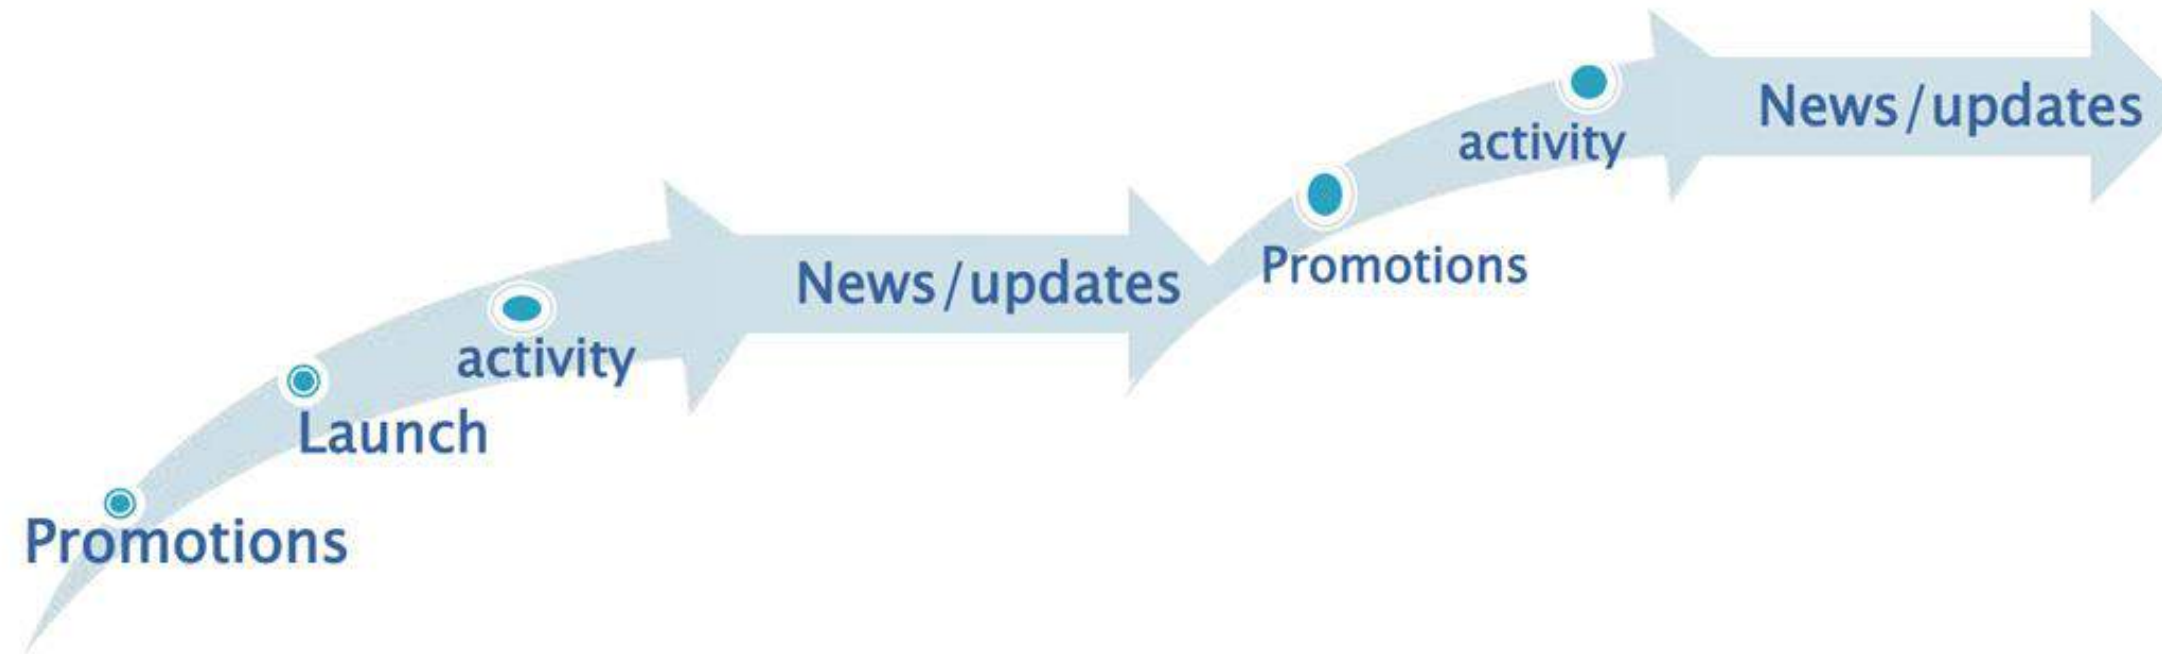 Promotions
Launch
activity
News/updates
Promotions
activity
News/updates